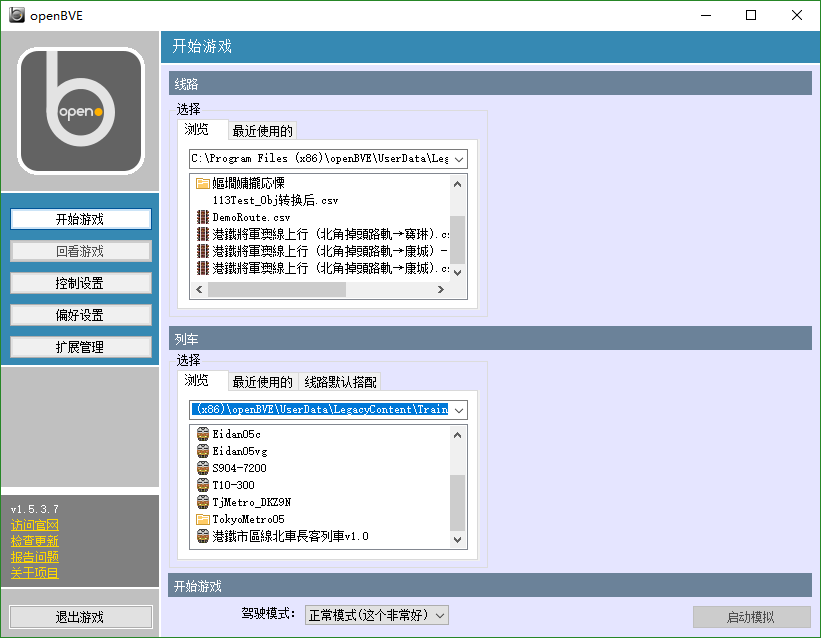 openBVE
open
开始游戏
线路
选择
浏览
最近使用的
C:\Program Files (x86)\openBVE\UserData\Leg
113Test_Obj转换后.csv
DemoRoute.csv
港鐵將軍澳線上行 (北角掉頭路軌→寶琳).cs
港鐵將軍澳線上行 (北角掉頭路軌→康城) -
港鐵將軍澳線上行 (北角掉頭路軌→康城).cs
开始游戏
回看游戏
控制设置
偏好设置
扩展管理
列车
选择
浏览
最近使用的
线路默认搭配
(x86)\openBVE\UserData\LegacyContent\Train
Eidan05c
Eidan05vg
S904-7200
T10-300
TjMetro_DKZ9N
TokyoMetro05
港鐵市區線北車長客列車v1.0
v1.5.3.7
访问官网
检查更新
报告问题
关于项目
退出游戏
开始游戏
驾驶模式:
正常模式(这个非常好)
启动模拟